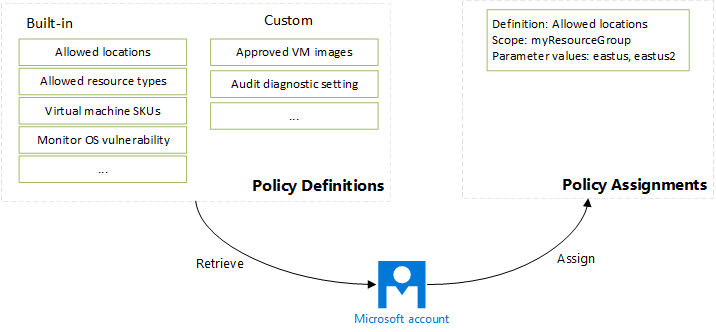 Built-in
Allowed locations
Allowed resource types
Virtual machine SKUs
Monitor OS vulnerability
...
Custom
Approved VM images
Audit diagnostic setting
...
Policy Definitions
Definition: Allowed locations
Scope: myResourceGroup
Parameter values: eastus, eastus2
Policy Assignments
Retrieve
Assign
Microsoft account